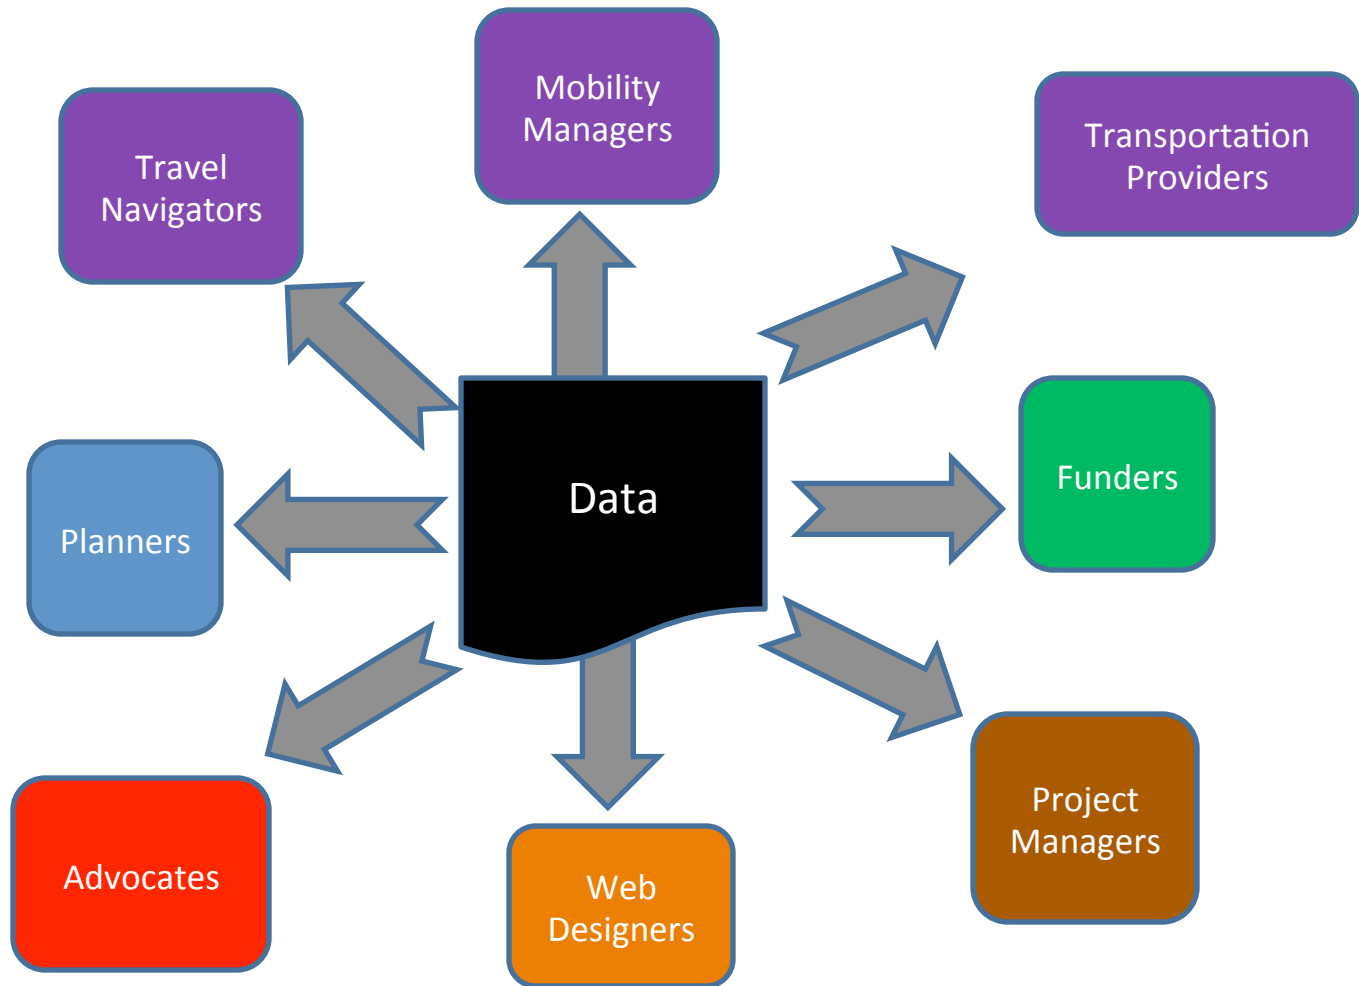 Mobility
Managers
Travel
Navigators
Transportation
Providers
Data
Funders
Planners
Project
Managers
Advocates
Web
Designers